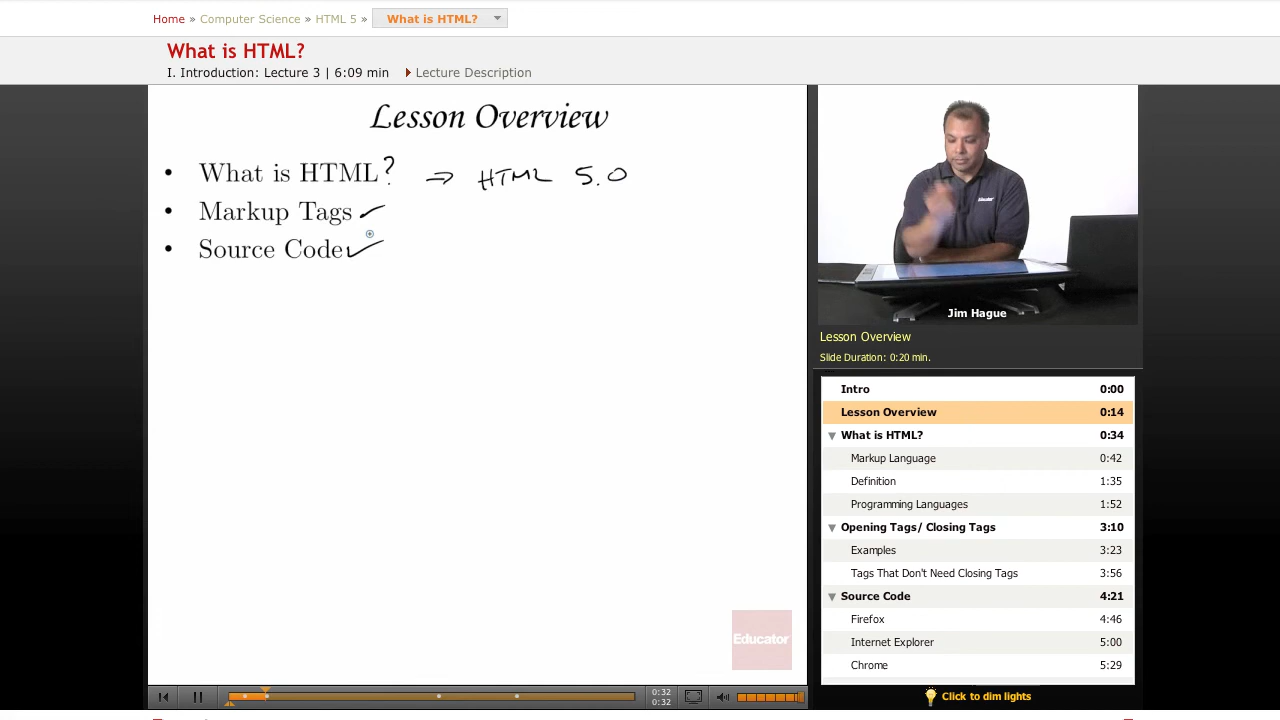 Home » Computer Science » HTML 5 » What is HTML?
What is HTML?
I. Introduction: Lecture 3 | 6:09 min Lecture Description
Lesson Overview
• What is HTML? ⇒ HTML 5.0
• Markup Tags ✓
• Source Code ✓
Educator
0:32
0:32
Educator
Jim Hague
Lesson Overview
Slide Duration: 0:20 min.
Intro 0:00
Lesson Overview 0:14
What is HTML? 0:34
Markup Language 0:42
Definition 1:35
Programming Languages 1:52
Opening Tags/ Closing Tags 3:10
Examples 3:23
Tags That Don't Need Closing Tags 3:56
Source Code 4:21
Firefox 4:46
Internet Explorer 5:00
Chrome 5:29
Click to dim lights